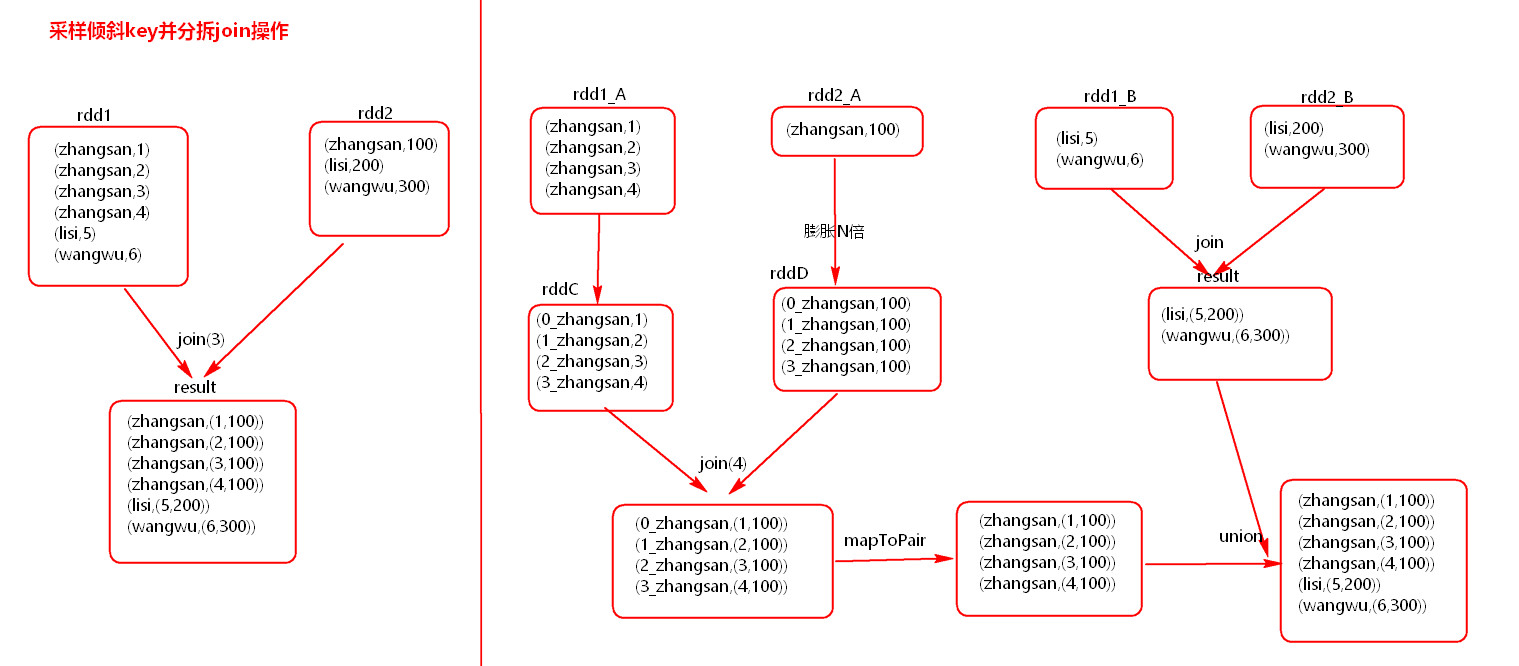 采样倾斜key并分拆join操作
rdd1
(zhangsan,1)
(zhangsan,2)
(zhangsan,3)
(zhangsan,4)
(lisi,5)
(wangwu,6)
rdd2
(zhangsan,100)
(lisi,200)
(wangwu,300)
join(3)
result
(zhangsan,(1,100))
(zhangsan,(2,100))
(zhangsan,(3,100))
(zhangsan,(4,100))
(lisi,(5,200))
(wangwu,(6,300))
rdd1_A
(zhangsan,1)
(zhangsan,2)
(zhangsan,3)
(zhangsan,4)
rdd2_A
(zhangsan,100)
膨胀N倍
rddC
(0_zhangsan,1)
(1_zhangsan,2)
(2_zhangsan,3)
(3_zhangsan,4)
rddD
(0_zhangsan,100)
(1_zhangsan,100)
(2_zhangsan,100)
(3_zhangsan,100)
join(4)
(0_zhangsan,(1,100))
(1_zhangsan,(2,100))
(2_zhangsan,(3,100))
(3_zhangsan,(4,100))
mapToPair
(zhangsan,(1,100))
(zhangsan,(2,100))
(zhangsan,(3,100))
(zhangsan,(4,100))
rdd1_B
(lisi,5)
(wangwu,6)
rdd2_B
(lisi,200)
(wangwu,300)
join
result
(lisi,(5,200))
(wangwu,(6,300))
union
(zhangsan,(1,100))
(zhangsan,(2,100))
(zhangsan,(3,100))
(zhangsan,(4,100))
(lisi,(5,200))
(wangwu,(6,300))